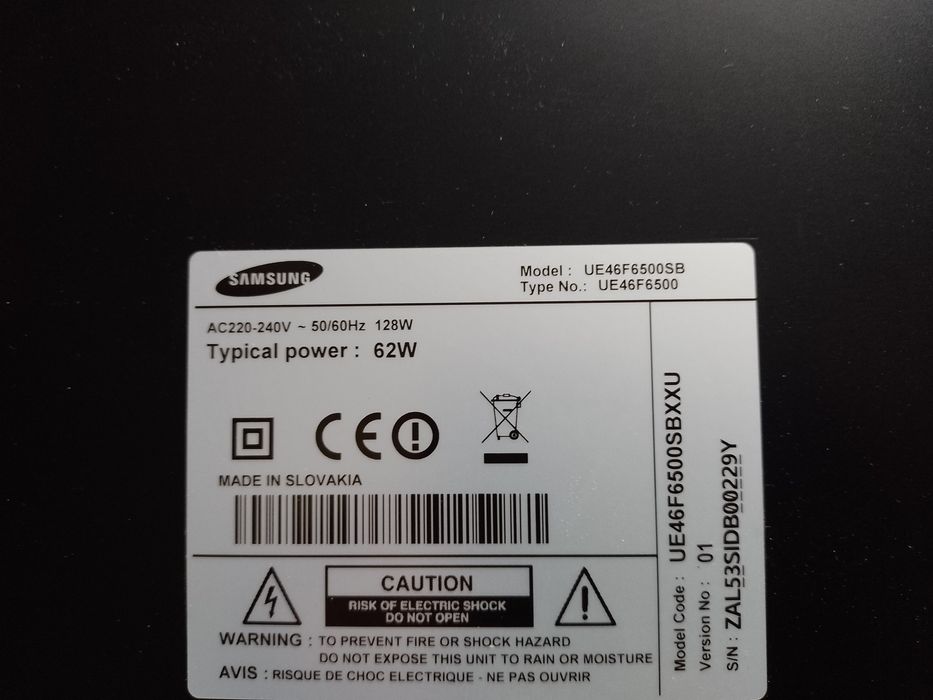 SAMSUNG
Model : UE46F6500SB
Type No.: UE46F6500
AC220-240V ~ 50/60Hz 128W
Typical power : 62W
CE
MADE IN SLOVAKIA
CAUTION
RISK OF ELECTRIC SHOCK
DO NOT OPEN
WARNING : TO PREVENT FIRE OR SHOCK HAZARD
DO NOT EXPOSE THIS UNIT TO RAIN OR MOISTURE
AVIS : RISQUE DE CHOC ELECTRIQUE - NE PAS OUVRIR
Model Code : UE46F6500SBXXU
Version No : 01
S/N : ZAL53SIDB00229Y